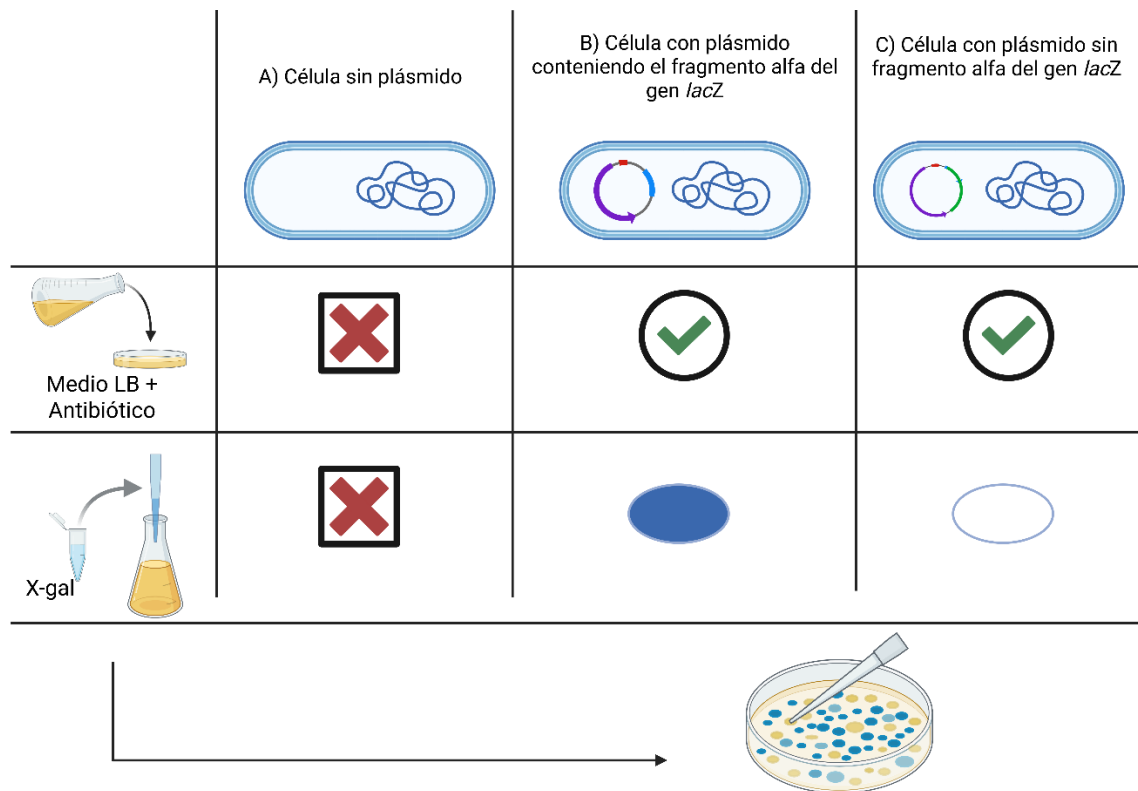 A) Célula sin plásmido
B) Célula con plásmido
conteniendo el fragmento alfa del
gen lacZ
C) Célula con plásmido sin
fragmento alfa del gen lacZ
Medio LB +
Antibiótico
X-gal